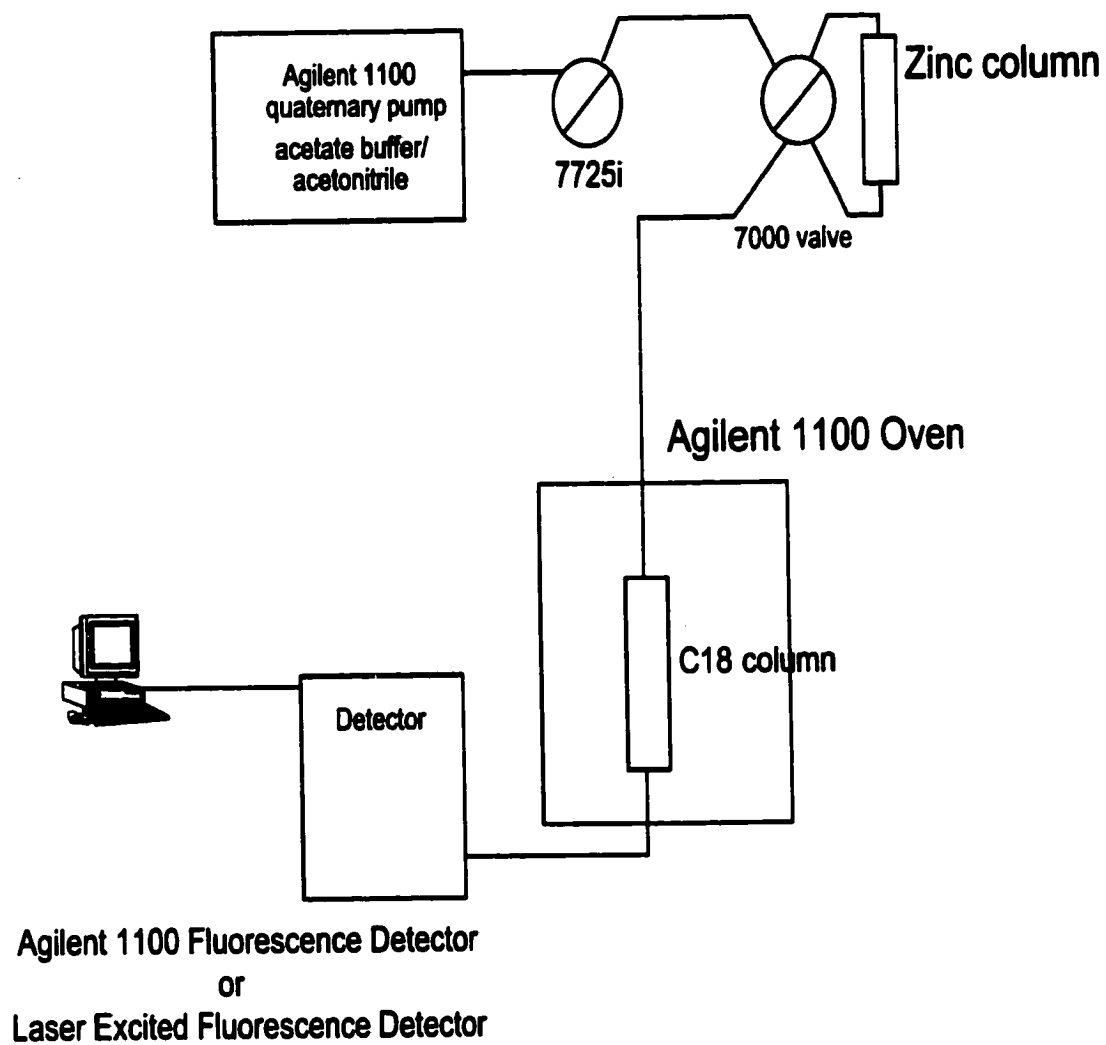 Agilent 1100
quaternary pump
acetate buffer/
acetonitrile
7725i
Zinc column
7000 valve
Agilent 1100 Oven
C18 column
Detector
Agilent 1100 Fluorescence Detector
or
Laser Excited Fluorescence Detector